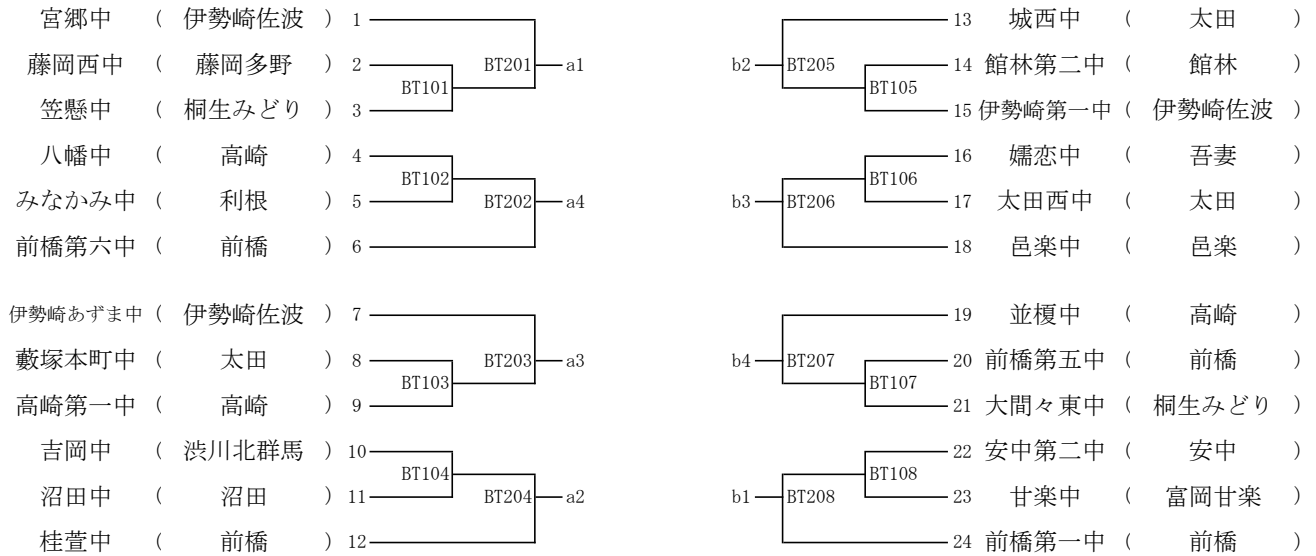 宮郷中 ( 伊勢崎佐波 ) 1
藤岡西中 ( 藤岡多野 ) 2
笠懸中 ( 桐生みどり ) 3
八幡中 ( 高崎 ) 4
みなかみ中 ( 利根 ) 5
前橋第六中 ( 前橋 ) 6
伊勢崎あずま中 ( 伊勢崎佐波 ) 7
藪塚本町中 ( 太田 ) 8
高崎第一中 ( 高崎 ) 9
吉岡中 ( 渋川北群馬 ) 10
沼田中 ( 沼田 ) 11
桂萱中 ( 前橋 ) 12
BT101
BT102
BT103
BT104
BT201 a1
BT202 a4
BT203 a3
BT204 a2
b2 BT205
b3 BT206
b4 BT207
b1 BT208
BT105
BT106
BT107
BT108
13 城西中 ( 太田 )
14 館林第二中 ( 館林 )
15 伊勢崎第一中 ( 伊勢崎佐波 )
16 嬬恋中 ( 吾妻 )
17 太田西中 ( 太田 )
18 邑楽中 ( 邑楽 )
19 並榎中 ( 高崎 )
20 前橋第五中 ( 前橋 )
21 大間々東中 ( 桐生みどり )
22 安中第二中 ( 安中 )
23 甘楽中 ( 富岡甘楽 )
24 前橋第一中 ( 前橋 )